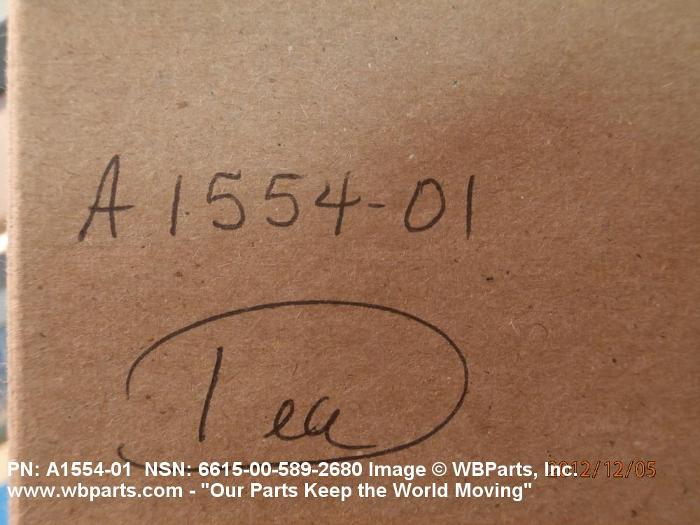 A1554-01
1 ea
PN: A1554-01 NSN: 6615-00-589-2680 Image © WBParts, Inc.
2012/12/05
www.wbparts.com - "Our Parts Keep the World Moving"